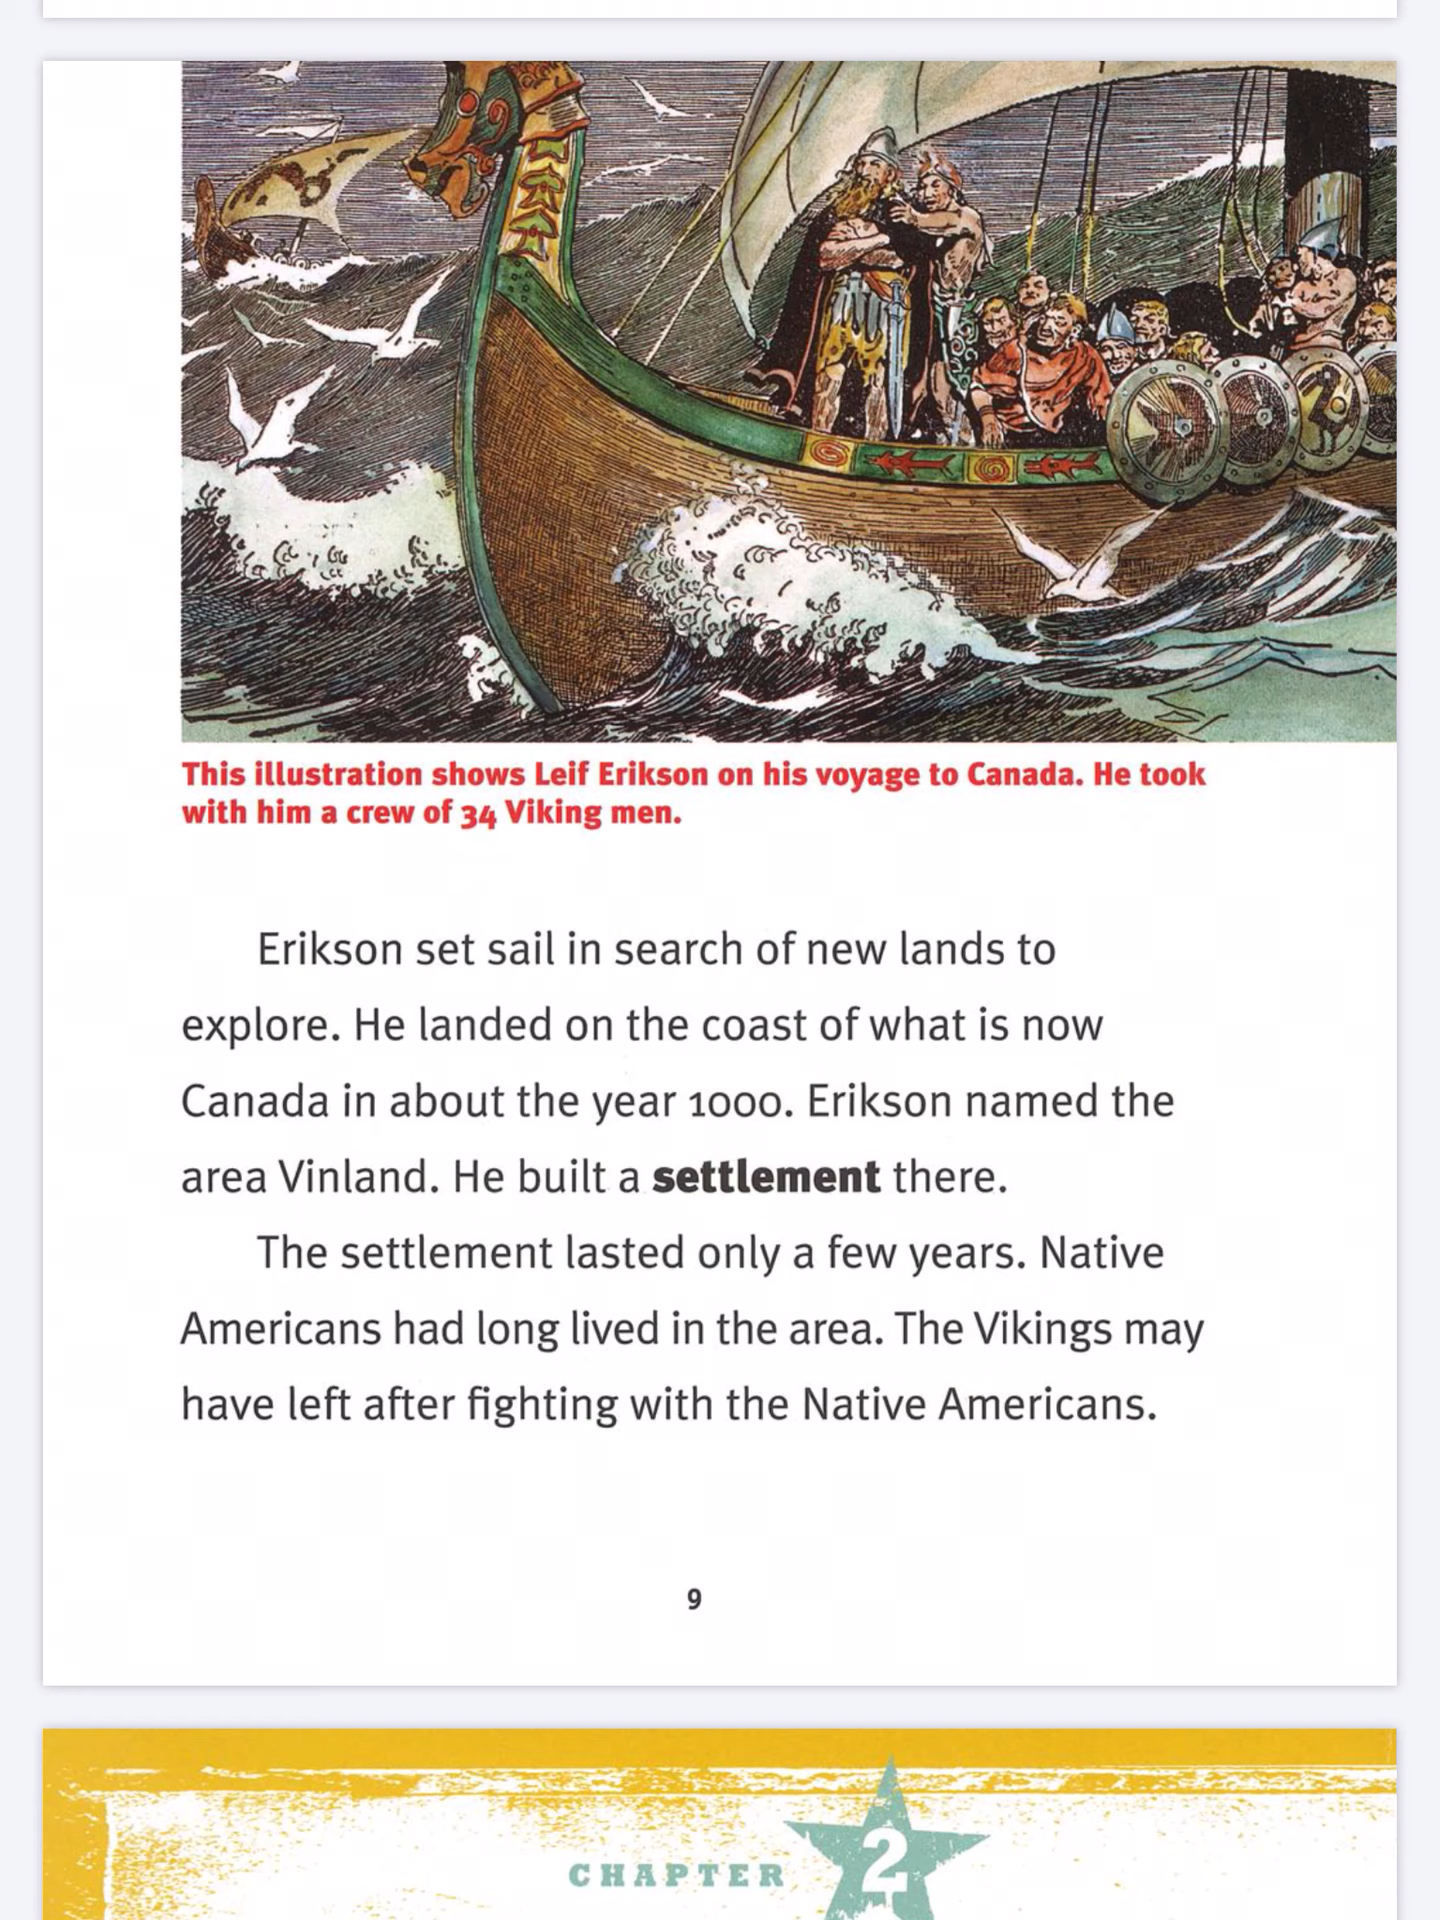 This illustration shows Leif Erikson on his voyage to Canada. He took
with him a crew of 34 Viking men.
Erikson set sail in search of new lands to
explore. He landed on the coast of what is now
Canada in about the year 1000. Erikson named the
area Vinland. He built a settlement there.
The settlement lasted only a few years. Native
Americans had long lived in the area. The Vikings may
have left after fighting with the Native Americans.
9
CHAPTER 2